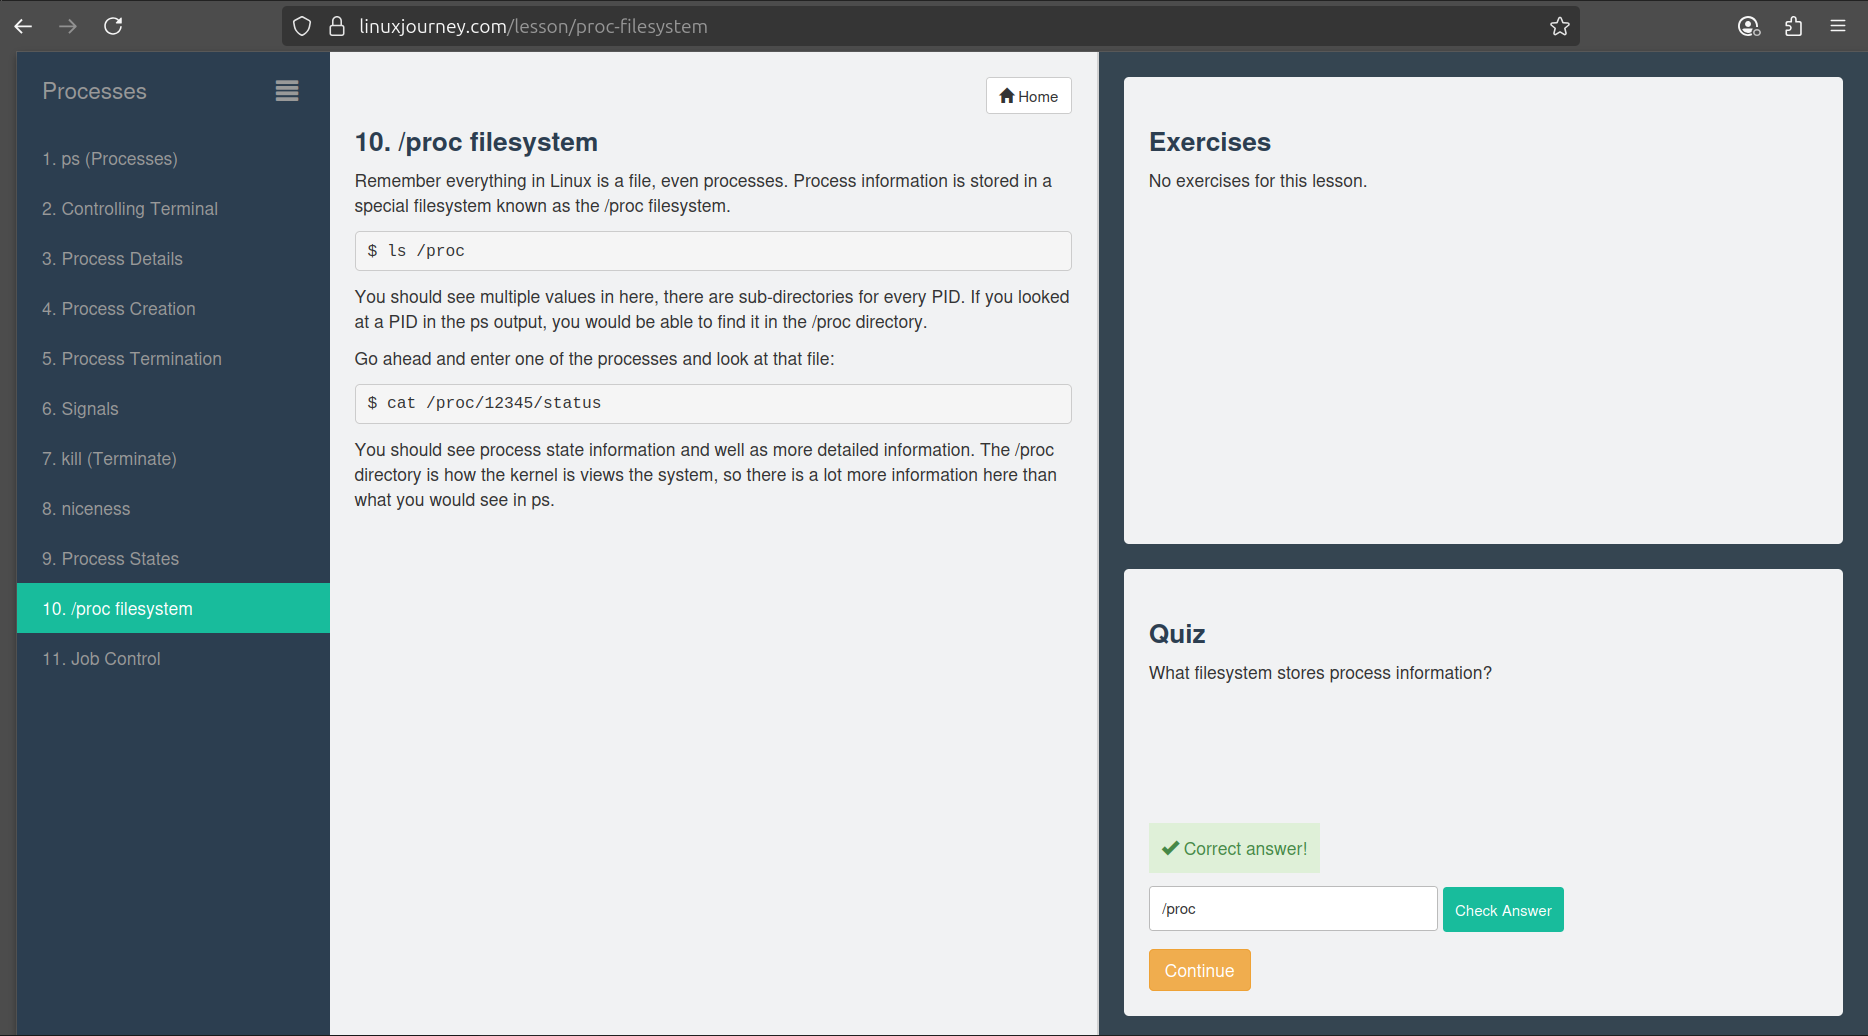 linuxjourney.com/lesson/proc-filesystem
Processes
1. ps (Processes)
2. Controlling Terminal
3. Process Details
4. Process Creation
5. Process Termination
6. Signals
7. kill (Terminate)
8. niceness
9. Process States
10. /proc filesystem
11. Job Control
Home
10. /proc filesystem
Remember everything in Linux is a file, even processes. Process information is stored in a
special filesystem known as the /proc filesystem.
$ ls /proc
You should see multiple values in here, there are sub-directories for every PID. If you looked
at a PID in the ps output, you would be able to find it in the /proc directory.
Go ahead and enter one of the processes and look at that file:
$ cat /proc/12345/status
You should see process state information and well as more detailed information. The /proc
directory is how the kernel is views the system, so there is a lot more information here than
what you would see in ps.
Exercises
No exercises for this lesson.
Quiz
What filesystem stores process information?
Correct answer!
/proc
Check Answer
Continue